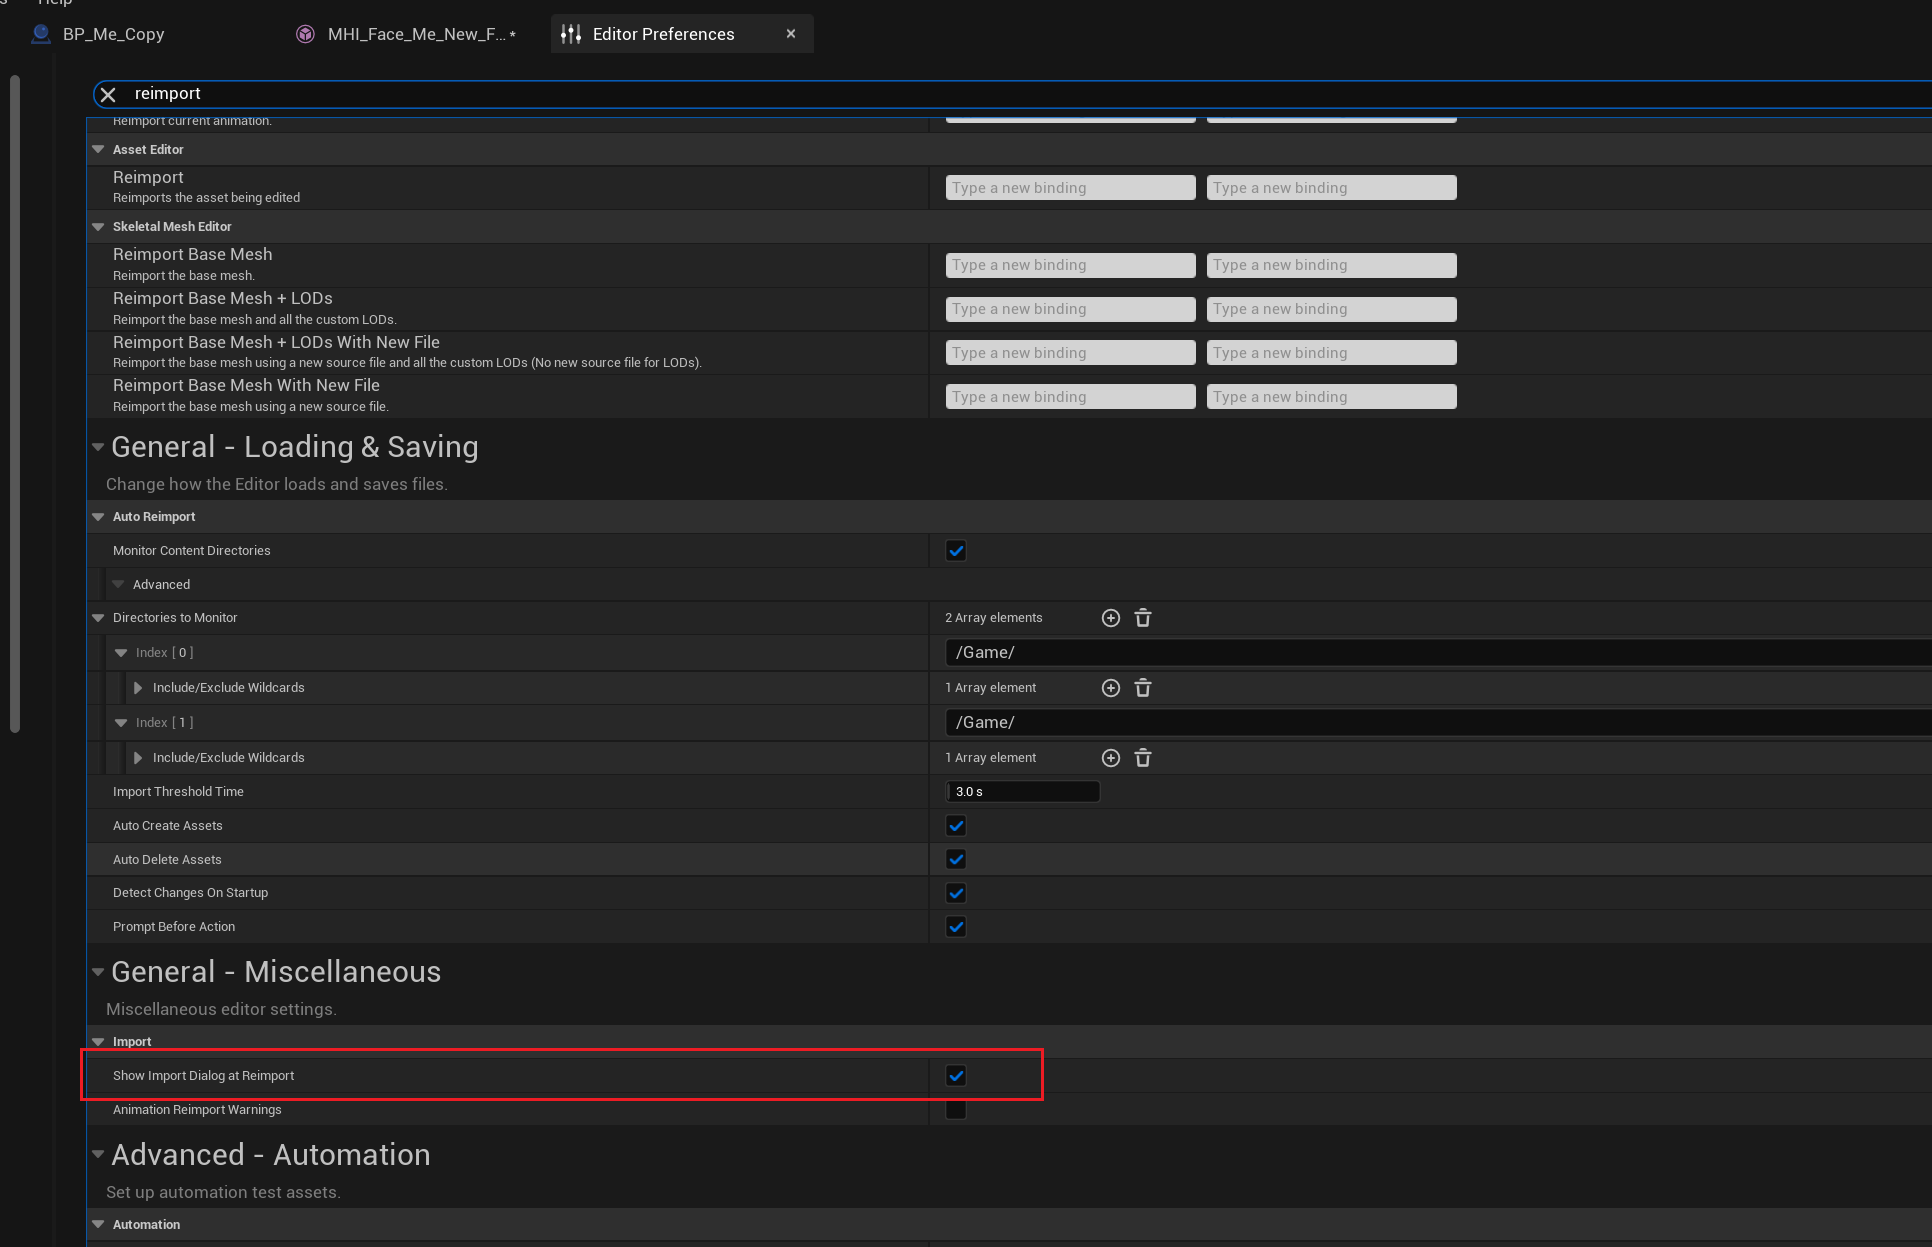 Help
BP_Me_Copy
MHI_Face_Me_New_F... *
Editor Preferences
reimport
Reimport current animation.
Asset Editor
Reimport
Reimports the asset being edited
Type a new binding
Type a new binding
Skeletal Mesh Editor
Reimport Base Mesh
Reimport the base mesh.
Type a new binding
Type a new binding
Reimport Base Mesh + LODs
Reimport the base mesh and all the custom LODs.
Type a new binding
Type a new binding
Reimport Base Mesh + LODs With New File
Reimport the base mesh using a new source file and all the custom LODs (No new source file for LODs).
Type a new binding
Type a new binding
Reimport Base Mesh With New File
Reimport the base mesh using a new source file.
Type a new binding
Type a new binding
General - Loading & Saving
Change how the Editor loads and saves files.
Auto Reimport
Monitor Content Directories
Advanced
Directories to Monitor
2 Array elements
Index [ 0 ]
/Game/
Include/Exclude Wildcards
1 Array element
Index [ 1 ]
/Game/
Include/Exclude Wildcards
1 Array element
Import Threshold Time
3.0 s
Auto Create Assets
Auto Delete Assets
Detect Changes On Startup
Prompt Before Action
General - Miscellaneous
Miscellaneous editor settings.
Import
Show Import Dialog at Reimport
Animation Reimport Warnings
Advanced - Automation
Set up automation test assets.
Automation